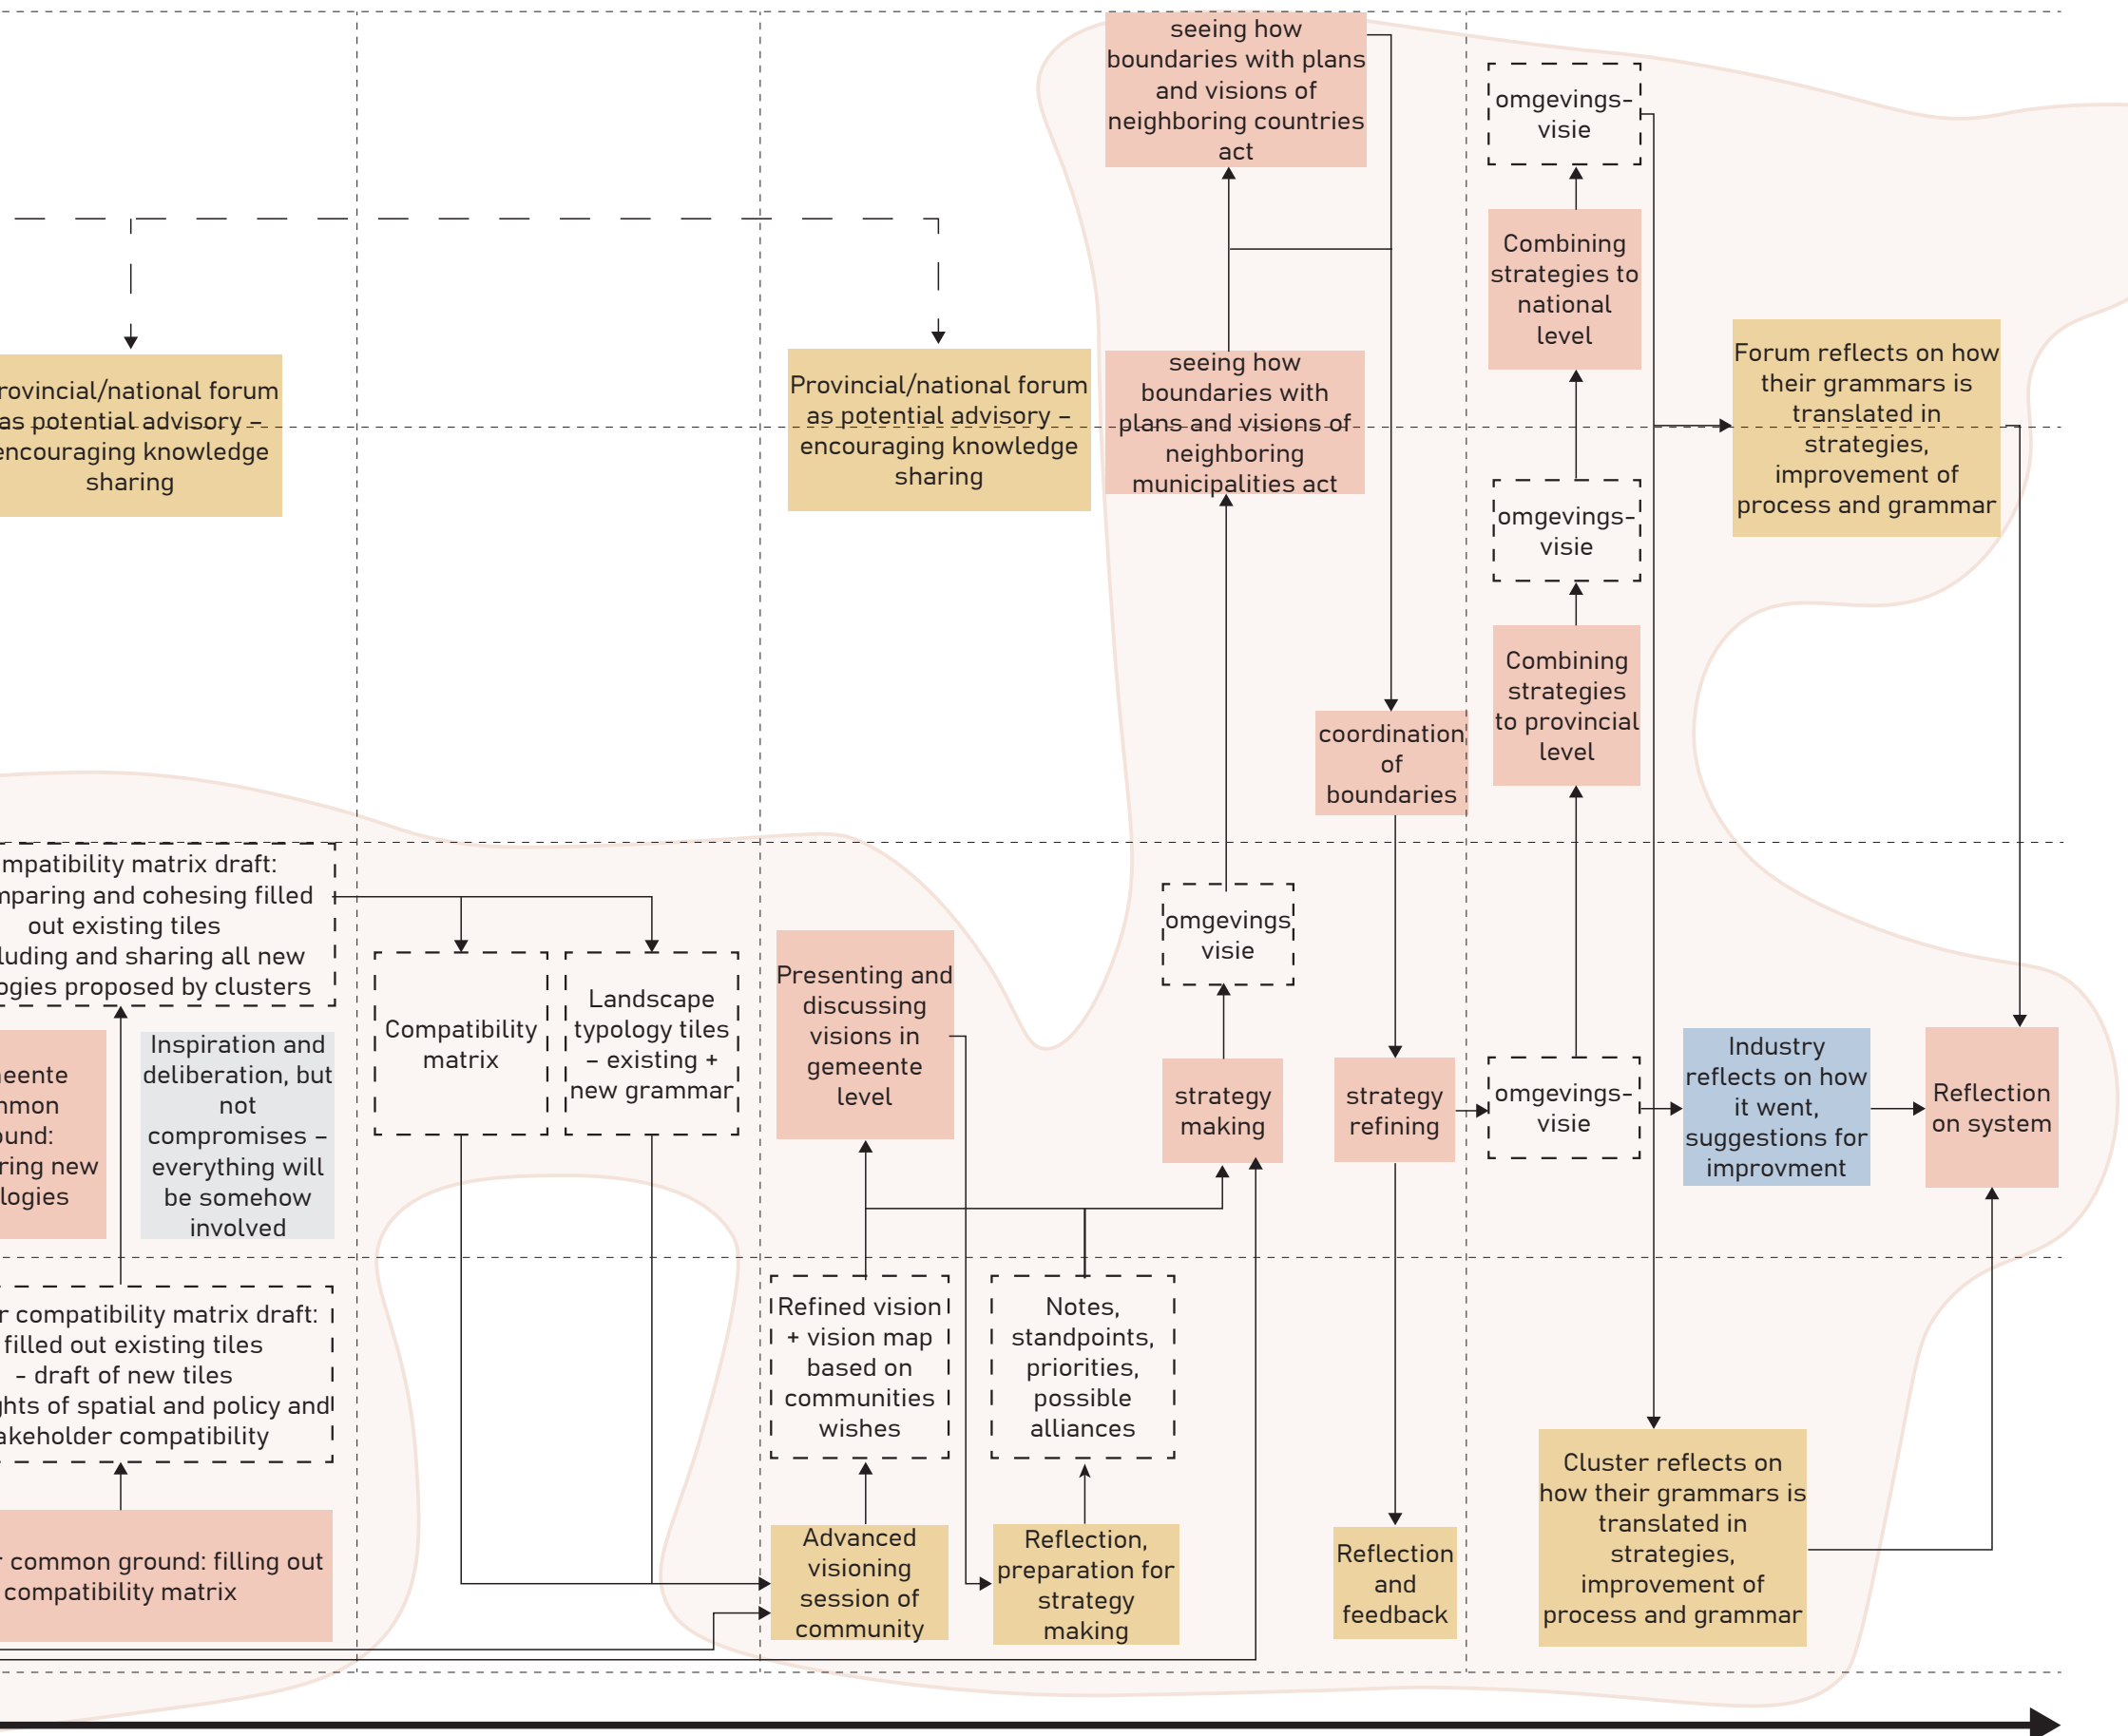 seeing how
boundaries with plans
and visions of
neighboring countries
act
omgevings-
visie
Combining
strategies to
national
level
Forum reflects on how
their grammars is
translated in
strategies,
improvement of
process and grammar
rovincial/national forum
as potential advisory –
encouraging knowledge
sharing
Provincial/national forum
as potential advisory –
encouraging knowledge
sharing
seeing how
boundaries with
plans and visions of
neighboring
municipalities act
omgevings-
visie
Combining
strategies
to provincial
level
coordination
of
boundaries
mpatibility matrix draft:
mparing and cohesing filled
out existing tiles
luding and sharing all new
ogies proposed by clusters
eente
mmon
ound:
ring new
logies
Inspiration and
deliberation, but
not
compromises –
everything will
be somehow
involved
Compatibility
matrix
Landscape
typology tiles
– existing +
new grammar
Presenting and
discussing
visions in
gemeente
level
omgevings
visie
strategy
making
strategy
refining
omgevings-
visie
Industry
reflects on how
it went,
suggestions for
improvment
Reflection
on system
r compatibility matrix draft:
filled out existing tiles
- draft of new tiles
ghts of spatial and policy and
akeholder compatibility
Refined vision
+ vision map
based on
communities
wishes
Notes,
standpoints,
priorities,
possible
alliances
r common ground: filling out
compatibility matrix
Advanced
visioning
session of
community
Reflection,
preparation for
strategy
making
Reflection
and
feedback
Cluster reflects on
how their grammars is
translated in
strategies,
improvement of
process and grammar